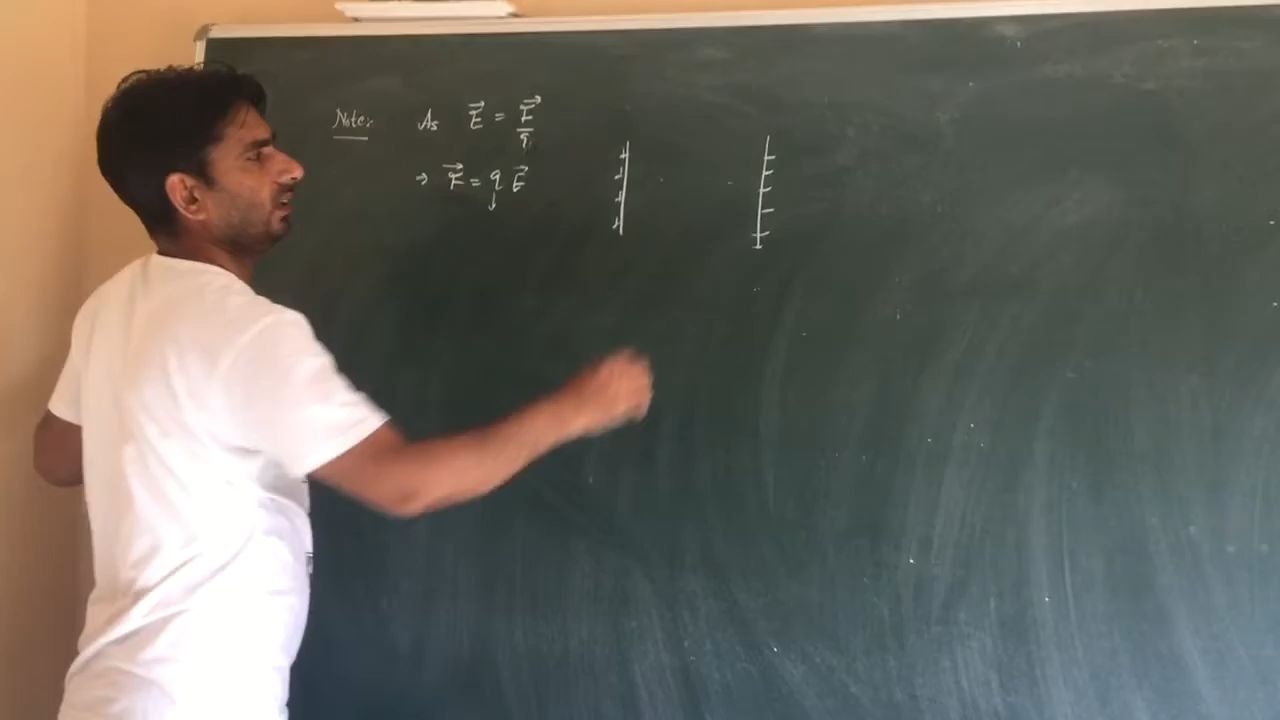 Note:. As E⃗ = F⃗/q
→ F⃗ = q E⃗
↓